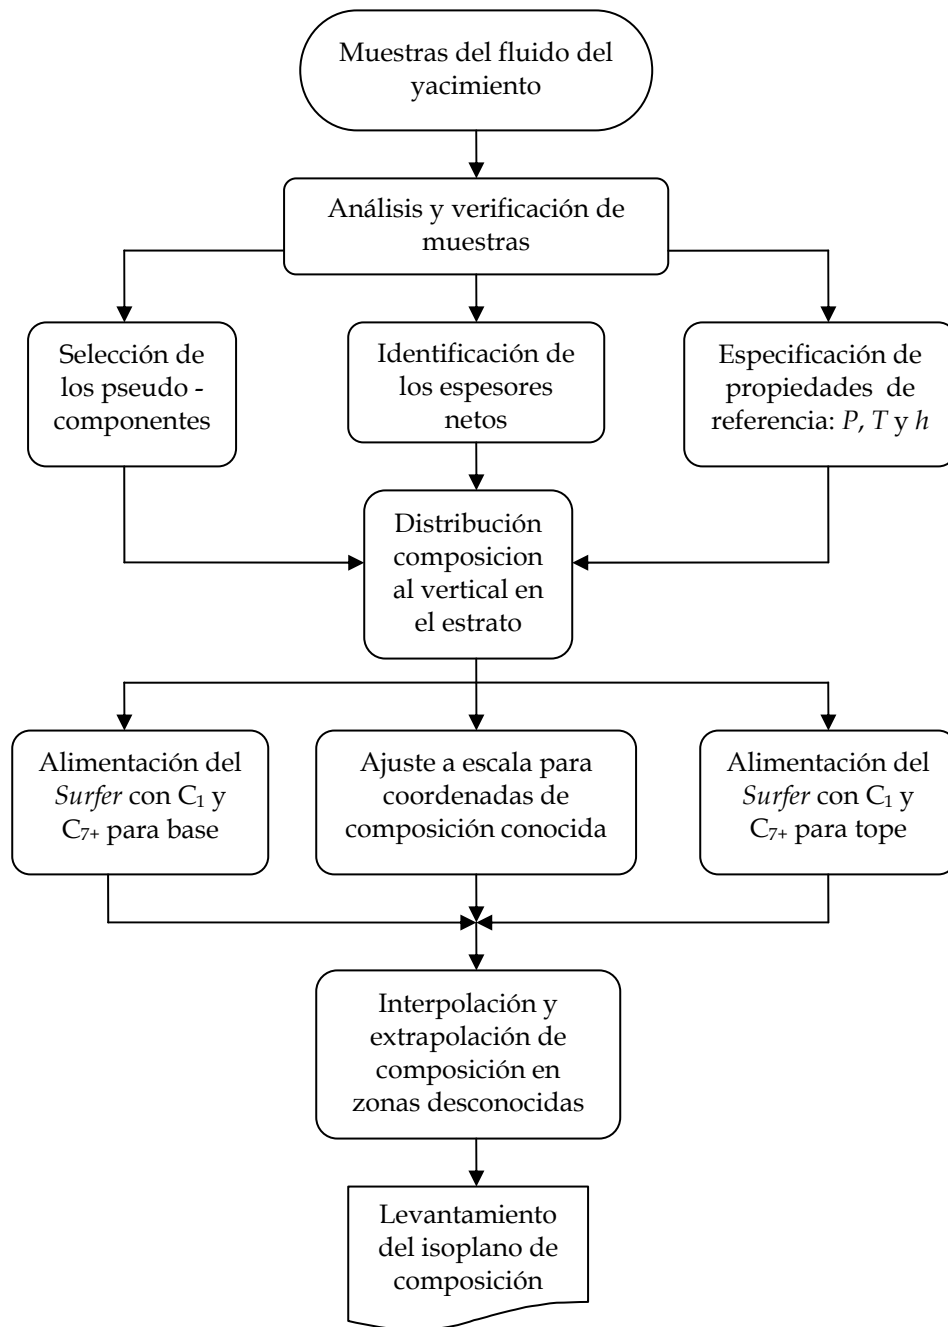 Muestras del fluido del
yacimiento
Análisis y verificación de
muestras
Selección de
los pseudo -
componentes
Identificación de
los espesores
netos
Especificación de
propiedades  de
referencia: P, T y h
Distribución
composicion
al vertical en
el estrato
Alimentación del
Surfer con C₁ y
C₇₊ para base
Ajuste a escala para
coordenadas de
composición conocida
Alimentación del
Surfer con C₁ y
C₇₊ para tope
Interpolación y
extrapolación de
composición en
zonas desconocidas
Levantamiento
del isoplano de
composición